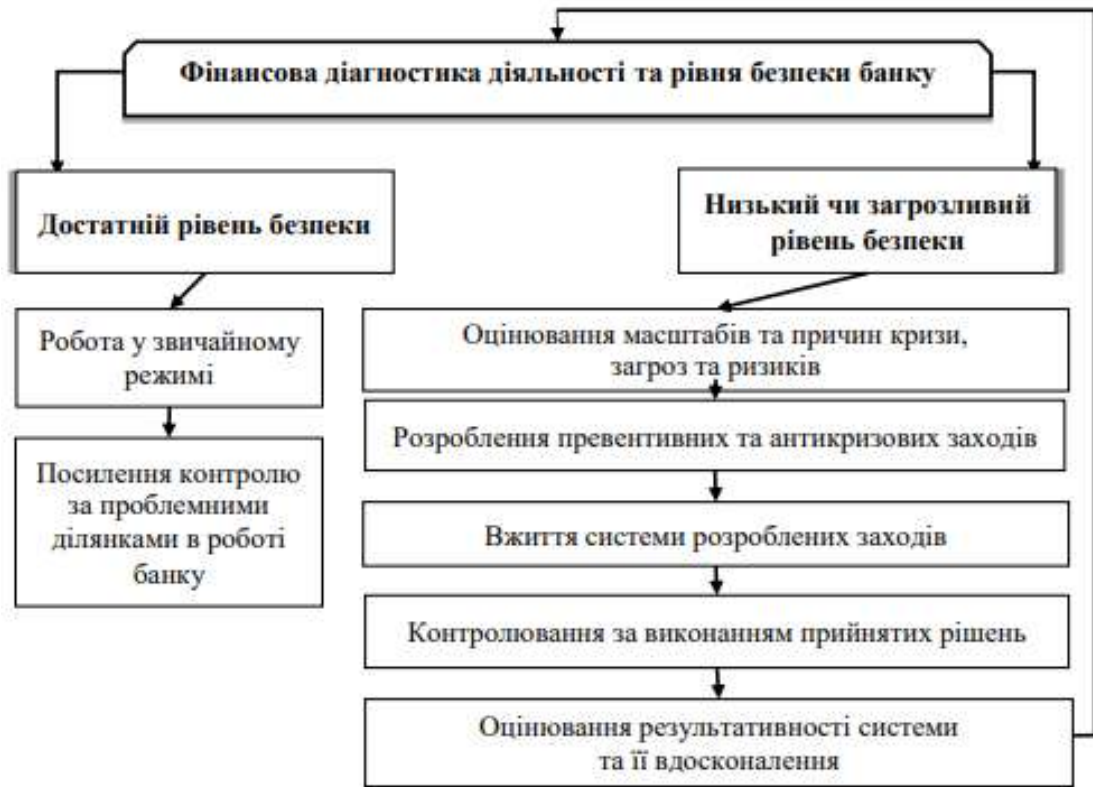 Фінансова діагностика діяльності та рівня безпеки банку
Достатній рівень безпеки
Низький чи загрозливий
рівень безпеки
Робота у звичайному
режимі
Посилення контролю
за проблемними
ділянками в роботі
банку
Оцінювання масштабів та причин кризи,
загроз та ризиків
Розроблення превентивних та антикризових заходів
Вжиття системи розроблених заходів
Контролювання за виконанням прийнятих рішень
Оцінювання результативності системи
та її вдосконалення